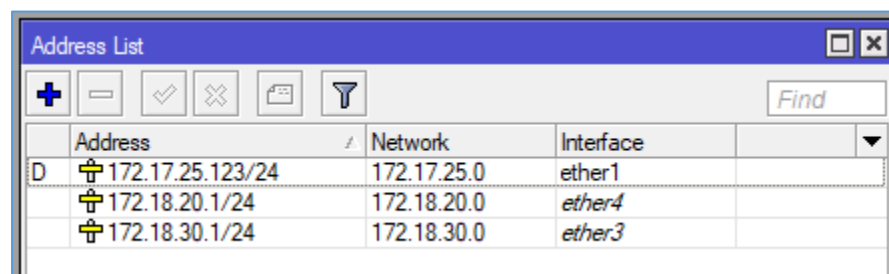 Address List
Find
Address Network Interface
D 172.17.25.123/24 172.17.25.0 ether1
172.18.20.1/24 172.18.20.0 ether4
172.18.30.1/24 172.18.30.0 ether3